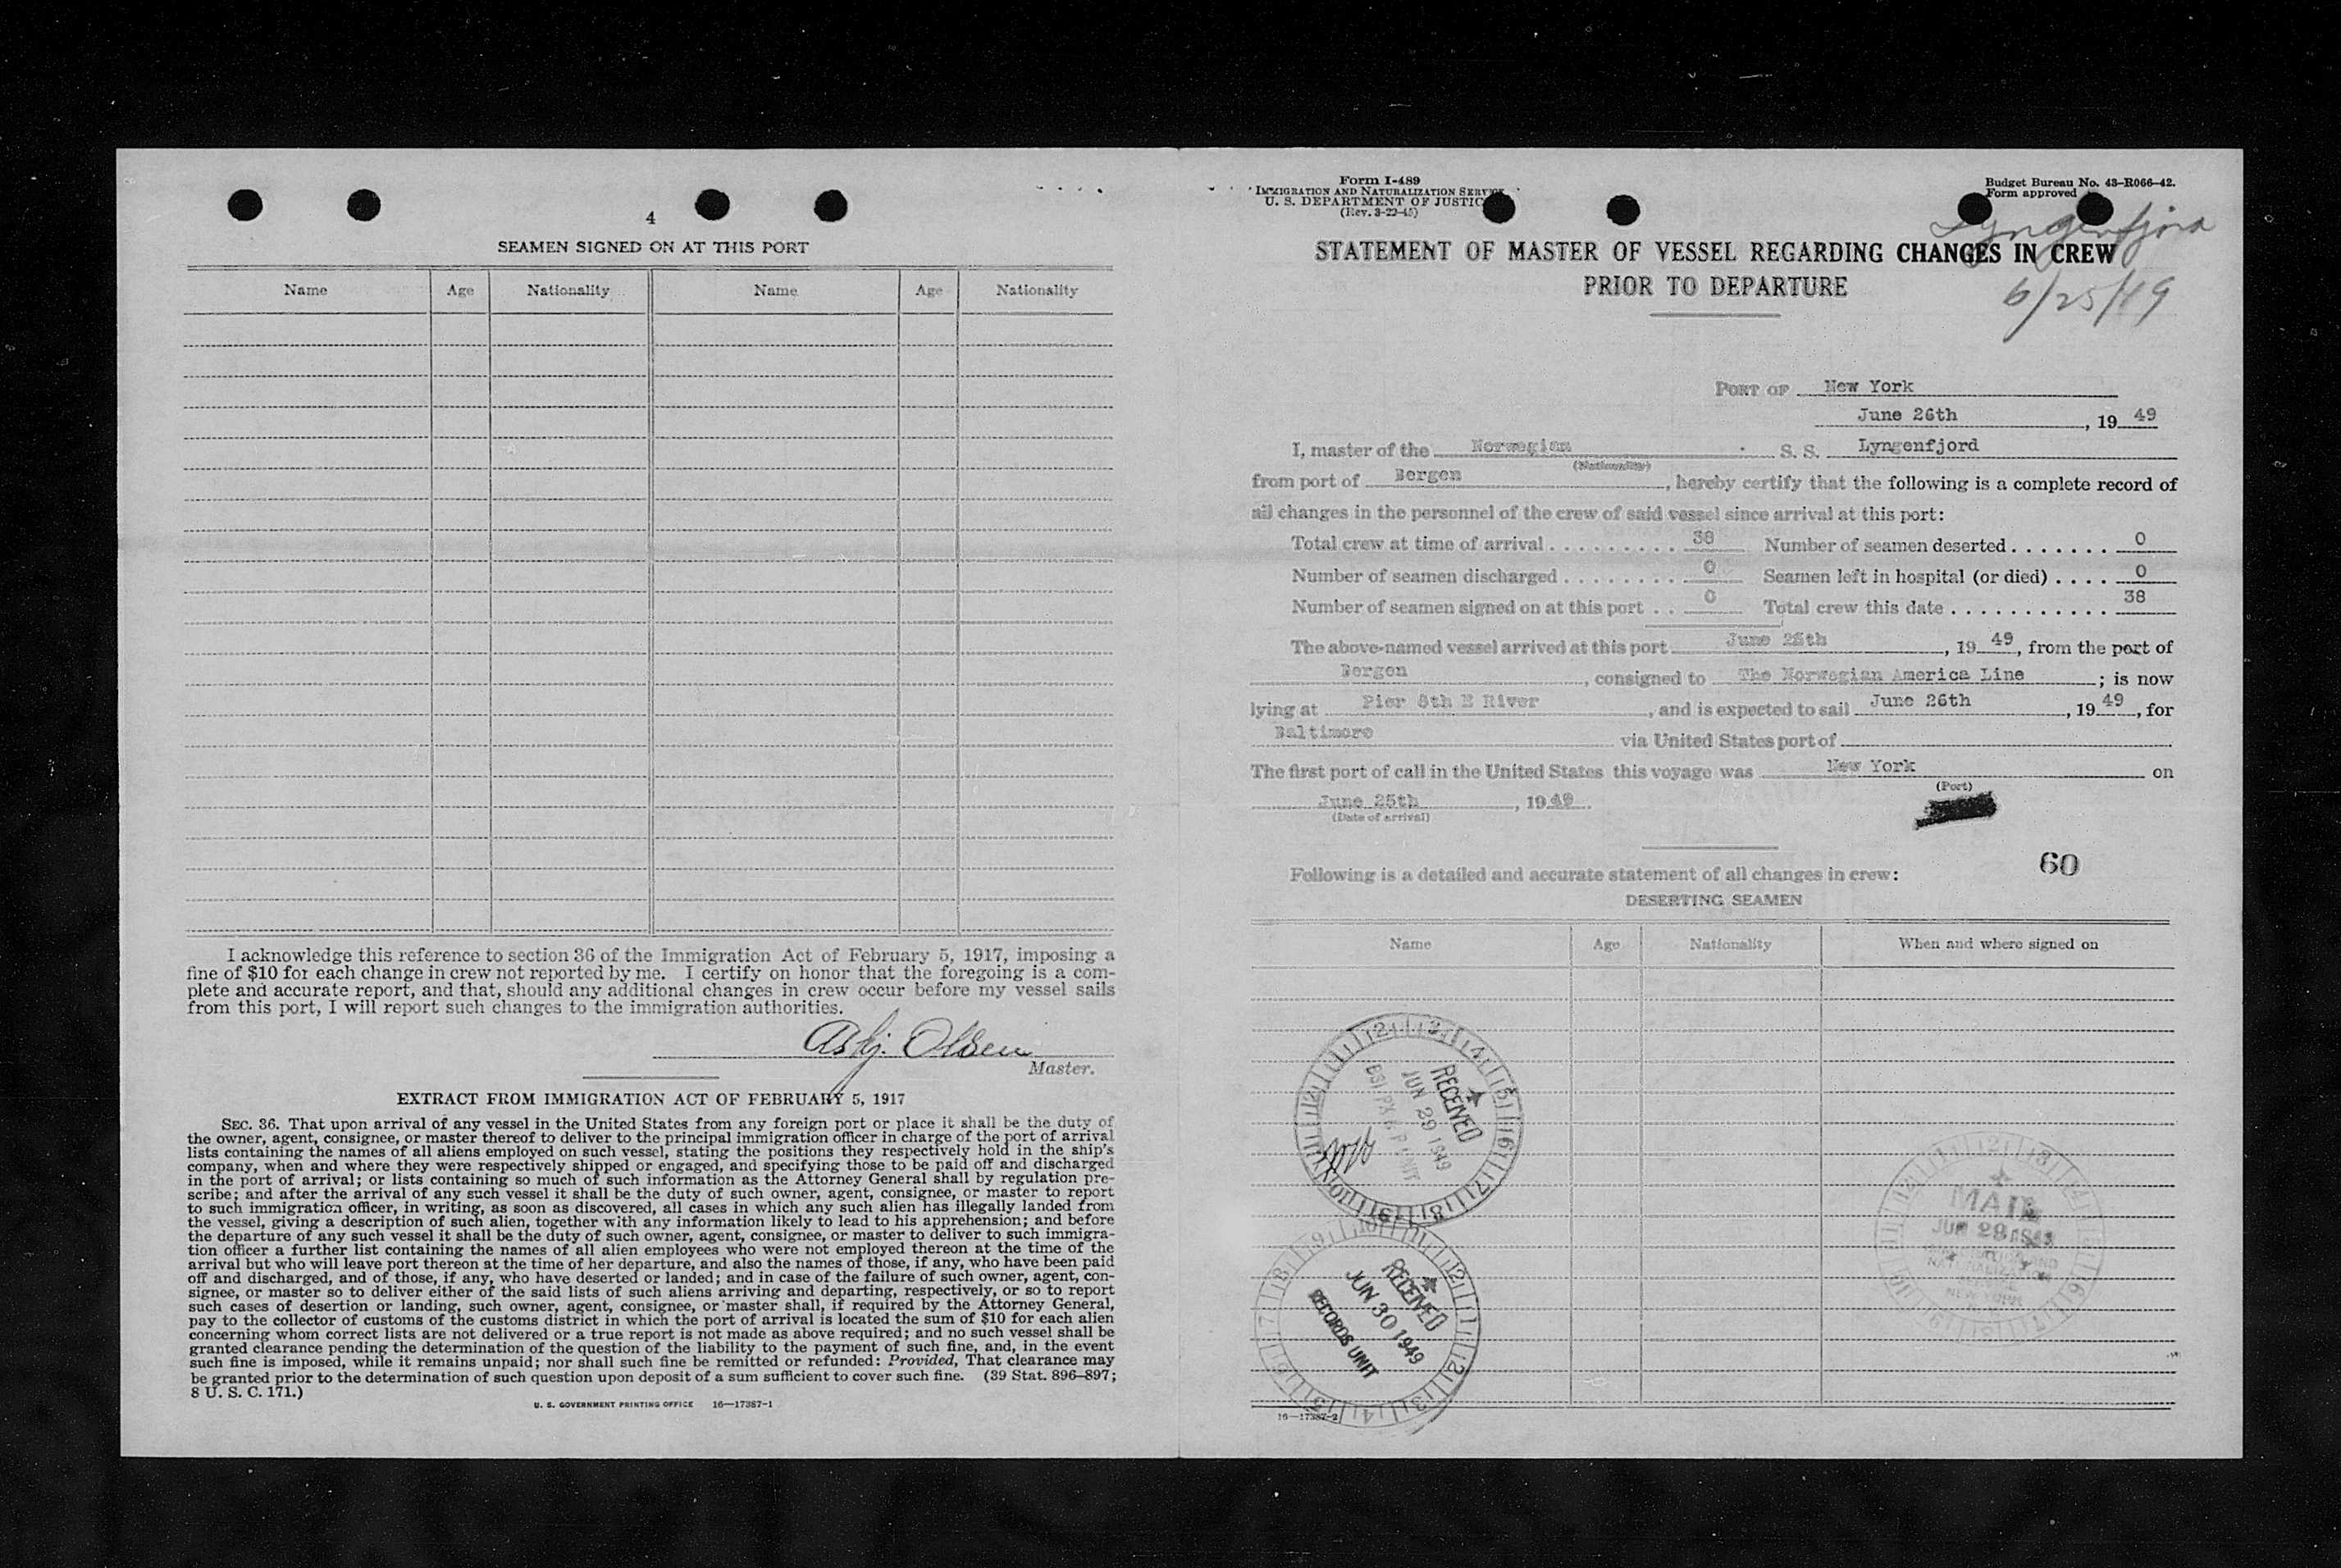 4
SEAMEN SIGNED ON AT THIS PORT
Name Age Nationality Name Age Nationality
I acknowledge this reference to section 36 of the Immigration Act of February 5, 1917, imposing a
fine of $10 for each change in crew not reported by me. I certify on honor that the foregoing is a com-
plete and accurate report, and that, should any additional changes in crew occur before my vessel sails
from this port, I will report such changes to the immigration authorities.
Asbj. Olsen
Master.
EXTRACT FROM IMMIGRATION ACT OF FEBRUARY 5, 1917
SEC. 36. That upon arrival of any vessel in the United States from any foreign port or place it shall be the duty of
the owner, agent, consignee, or master thereof to deliver to the principal immigration officer in charge of the port of arrival
lists containing the names of all aliens employed on such vessel, stating the positions they respectively hold in the ship's
company, when and where they were respectively shipped or engaged, and specifying those to be paid off and discharged
in the port of arrival; or lists containing so much of such information as the Attorney General shall by regulation pre-
scribe; and after the arrival of any such vessel it shall be the duty of such owner, agent, consignee, or master to report
to such immigration officer, in writing, as soon as discovered, all cases in which any such alien has illegally landed from
the vessel, giving a description of such alien, together with any information likely to lead to his apprehension; and before
the departure of any such vessel it shall be the duty of such owner, agent, consignee, or master to deliver to such immigra-
tion officer a further list containing the names of all alien employees who were not employed thereon at the time of the
arrival but who will leave port thereon at the time of her departure, and also the names of those, if any, who have been paid
off and discharged, and of those, if any, who have deserted or landed; and in case of the failure of such owner, agent, con-
signee, or master so to deliver either of the said lists of such aliens arriving and departing, respectively, or so to report
such cases of desertion or landing, such owner, agent, consignee, or master shall, if required by the Attorney General,
pay to the collector of customs of the customs district in which the port of arrival is located the sum of $10 for each alien
concerning whom correct lists are not delivered or a true report is not made as above required; and no such vessel shall be
granted clearance pending the determination of the question of the liability to the payment of such fine, and, in the event
such fine is imposed, while it remains unpaid; nor shall such fine be remitted or refunded: Provided, That clearance may
be granted prior to the determination of such question upon deposit of a sum sufficient to cover such fine. (39 Stat. 896–897;
8 U. S. C. 171.)
U. S. GOVERNMENT PRINTING OFFICE 16—17387-1
Form I-489
IMMIGRATION AND NATURALIZATION SERVICE
U. S. DEPARTMENT OF JUSTIC
(Rev. 3-22-45)
Budget Bureau No. 43-R066-42.
Form approved
Lyngenfjord
STATEMENT OF MASTER OF VESSEL REGARDING CHANGES IN CREW
PRIOR TO DEPARTURE
6/25/49
PORT OF New York
June 26th, 19 49
I, master of the Norwegian S. S. Lyngenfjord
(Nationality)
from port of Bergen, hereby certify that the following is a complete record of
all changes in the personnel of the crew of said vessel since arrival at this port:
Total crew at time of arrival 38 Number of seamen deserted 0
Number of seamen discharged 0 Seamen left in hospital (or died) 0
Number of seamen signed on at this port 0 Total crew this date 38
The above-named vessel arrived at this port June 25th, 19 49, from the port of
Bergen, consigned to The Norwegian America Line; is now
lying at Pier 8th E River, and is expected to sail June 26th, 19 49, for
Baltimore via United States port of
The first port of call in the United States this voyage was New York on
(Port)
June 25th, 19 49
(Date of arrival)
60
Following is a detailed and accurate statement of all changes in crew:
DESERTING SEAMEN
Name Age Nationality When and where signed on
RECEIVED
JUN 29 1949
RECEIVED
JUN 30 1949
RECORDS UNIT
MAIL
JUN 29 1949
NEW YORK
16—17387-2